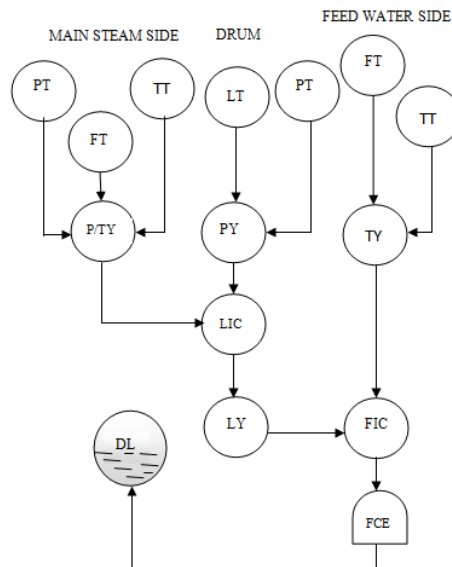 MAIN STEAM SIDE
DRUM
FEED WATER SIDE
PT
TT
LT
PT
FT
TT
FT
P/TY
PY
TY
LIC
DL
LY
FIC
FCE